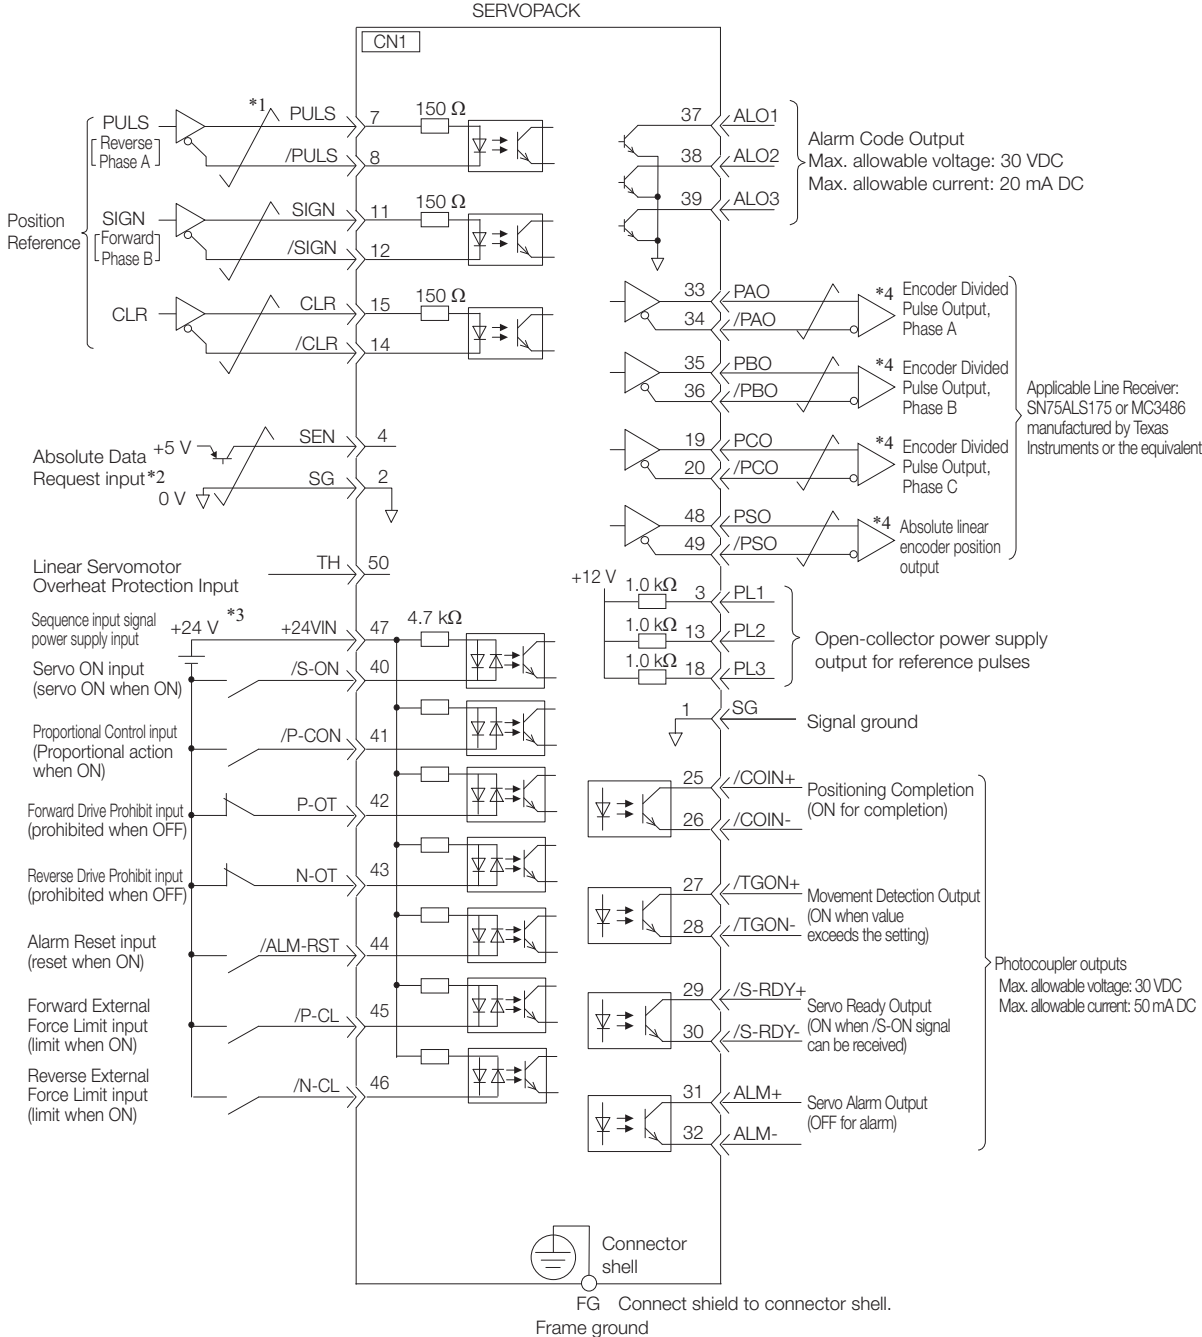 SERVOPACK
CN1
Position
Reference
PULS
Reverse
Phase A
*1
PULS
7
150 Ω
/PULS
8
SIGN
Forward
Phase B
SIGN
11
150 Ω
/SIGN
12
CLR
CLR
15
150 Ω
/CLR
14
Absolute Data
Request input*2
+5 V
0 V
SEN
4
SG
2
Linear Servomotor
Overheat Protection Input
TH
50
Sequence input signal
power supply input
+24 V
*3
+24VIN
47
4.7 kΩ
Servo ON input
(servo ON when ON)
/S-ON
40
Proportional Control input
(Proportional action
when ON)
/P-CON
41
Forward Drive Prohibit input
(prohibited when OFF)
P-OT
42
Reverse Drive Prohibit input
(prohibited when OFF)
N-OT
43
Alarm Reset input
(reset when ON)
/ALM-RST
44
Forward External
Force Limit input
(limit when ON)
/P-CL
45
Reverse External
Force Limit input
(limit when ON)
/N-CL
46
37
ALO1
38
ALO2
39
ALO3
Alarm Code Output
Max. allowable voltage: 30 VDC
Max. allowable current: 20 mA DC
33
PAO
34
/PAO
*4
Encoder Divided
Pulse Output,
Phase A
35
PBO
36
/PBO
*4
Encoder Divided
Pulse Output,
Phase B
19
PCO
20
/PCO
*4
Encoder Divided
Pulse Output,
Phase C
48
PSO
49
/PSO
*4
Absolute linear
encoder position
output
Applicable Line Receiver:
SN75ALS175 or MC3486
manufactured by Texas
Instruments or the equivalent
+12 V
1.0 kΩ
3
PL1
1.0 kΩ
13
PL2
1.0 kΩ
18
PL3
Open-collector power supply
output for reference pulses
1
SG
Signal ground
25
/COIN+
26
/COIN-
Positioning Completion
(ON for completion)
27
/TGON+
28
/TGON-
Movement Detection Output
(ON when value
exceeds the setting)
29
/S-RDY+
30
/S-RDY-
Servo Ready Output
(ON when /S-ON signal
can be received)
31
ALM+
32
ALM-
Servo Alarm Output
(OFF for alarm)
Photocoupler outputs
Max. allowable voltage: 30 VDC
Max. allowable current: 50 mA DC
Connector
shell
FG
Connect shield to connector shell.
Frame ground